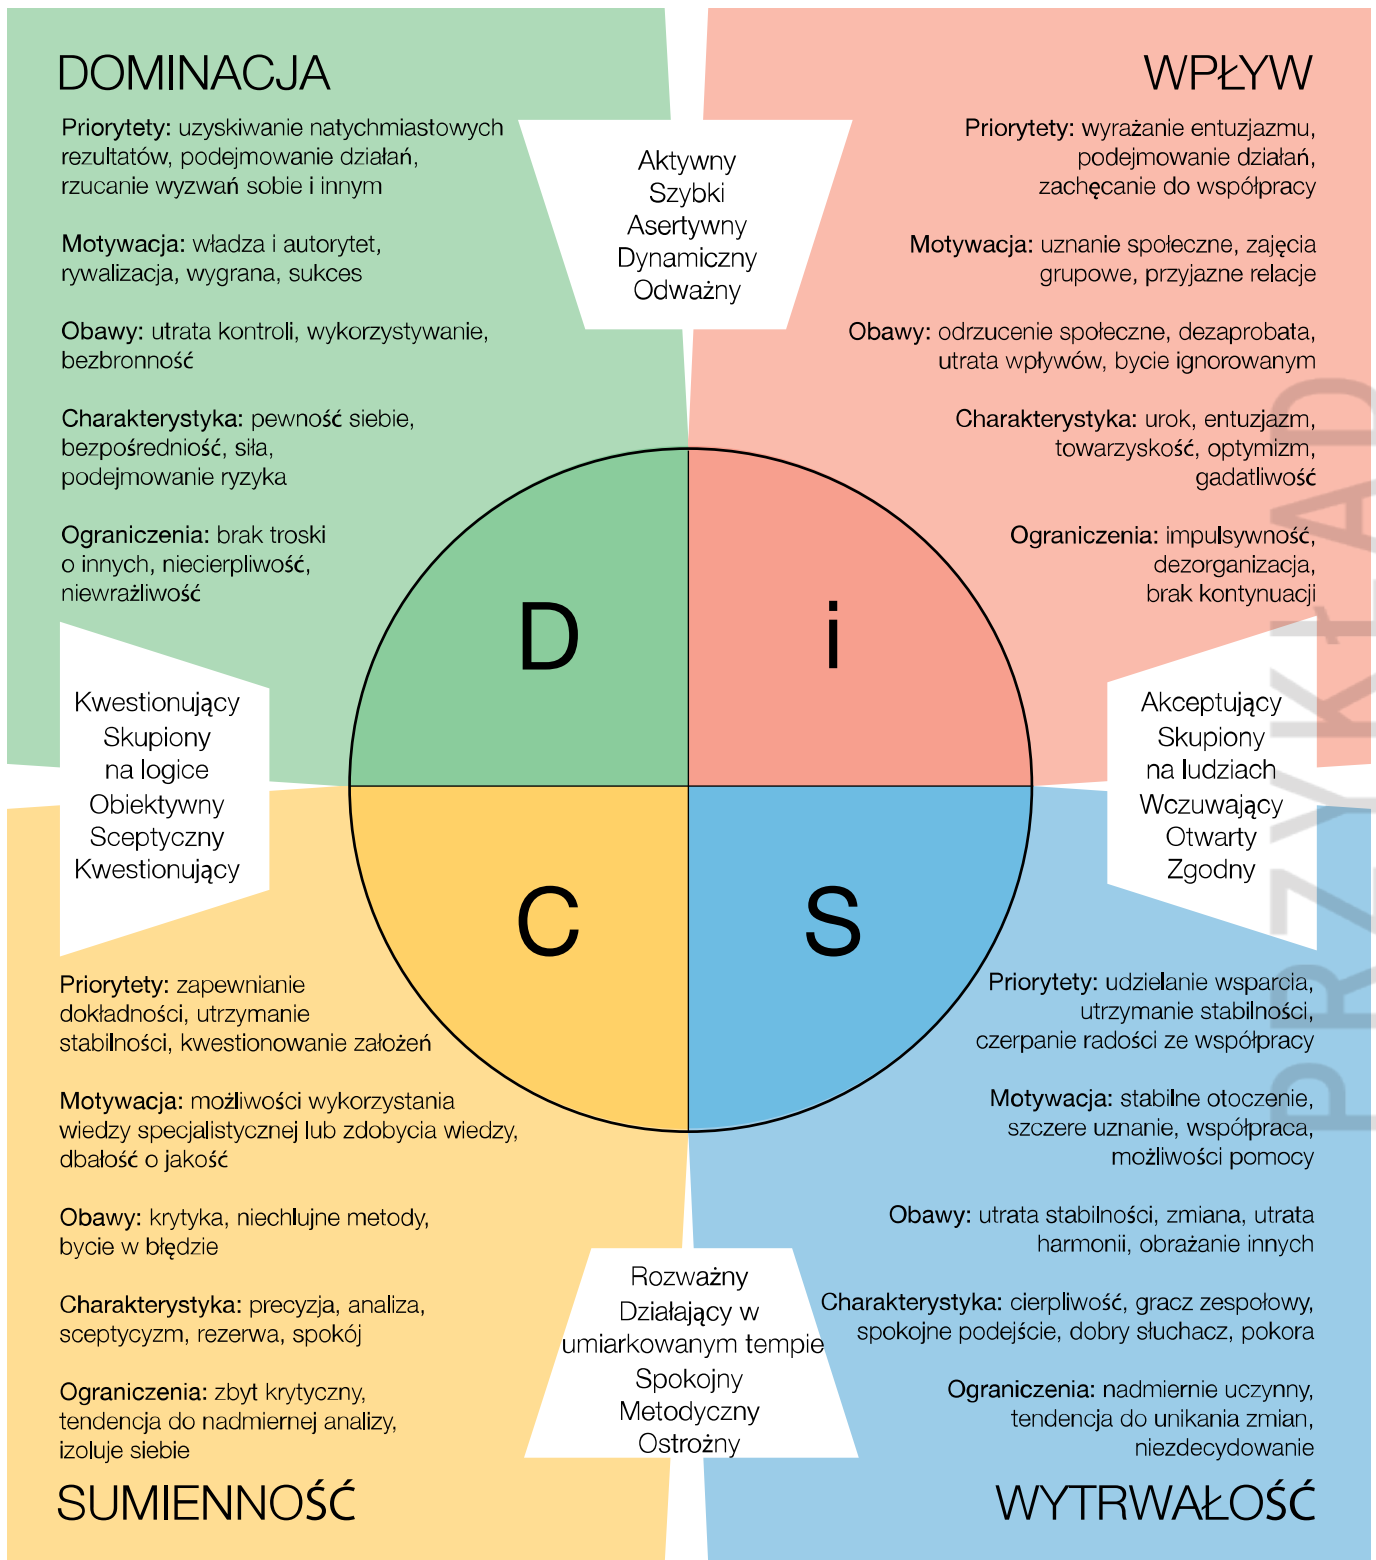 DOMINACJA
Priorytety: uzyskiwanie natychmiastowych
rezultatów, podejmowanie działań,
rzucanie wyzwań sobie i innym
Motywacja: władza i autorytet,
rywalizacja, wygrana, sukces
Obawy: utrata kontroli, wykorzystywanie,
bezbronność
Charakterystyka: pewność siebie,
bezpośredniość, siła,
podejmowanie ryzyka
Ograniczenia: brak troski
o innych, niecierpliwość,
niewrażliwość
Aktywny
Szybki
Asertywny
Dynamiczny
Odważny
WPŁYW
Priorytety: wyrażanie entuzjazmu,
podejmowanie działań,
zachęcanie do współpracy
Motywacja: uznanie społeczne, zajęcia
grupowe, przyjazne relacje
Obawy: odrzucenie społeczne, dezaprobata,
utrata wpływów, bycie ignorowanym
Charakterystyka: urok, entuzjazm,
towarzyskość, optymizm,
gadatliwość
Ograniczenia: impulsywność,
dezorganizacja,
brak kontynuacji
D
i
C
S
Kwestionujący
Skupiony
na logice
Obiektywny
Sceptyczny
Kwestionujący
Akceptujący
Skupiony
na ludziach
Wczuwający
Otwarty
Zgodny
Priorytety: zapewnianie
dokładności, utrzymanie
stabilności, kwestionowanie założeń
Motywacja: możliwości wykorzystania
wiedzy specjalistycznej lub zdobycia wiedzy,
dbałość o jakość
Obawy: krytyka, niechlujne metody,
bycie w błędzie
Charakterystyka: precyzja, analiza,
sceptycyzm, rezerwa, spokój
Ograniczenia: zbyt krytyczny,
tendencja do nadmiernej analizy,
izoluje siebie
SUMIENNOŚĆ
Rozważny
Działający w
umiarkowanym tempie
Spokojny
Metodyczny
Ostrożny
Priorytety: udzielanie wsparcia,
utrzymanie stabilności,
czerpanie radości ze współpracy
Motywacja: stabilne otoczenie,
szczere uznanie, współpraca,
możliwości pomocy
Obawy: utrata stabilności, zmiana, utrata
harmonii, obrażanie innych
Charakterystyka: cierpliwość, gracz zespołowy,
spokojne podejście, dobry słuchacz, pokora
Ograniczenia: nadmiernie uczynny,
tendencja do unikania zmian,
niezdecydowanie
WYTRWAŁOŚĆ
PRZYKŁAD